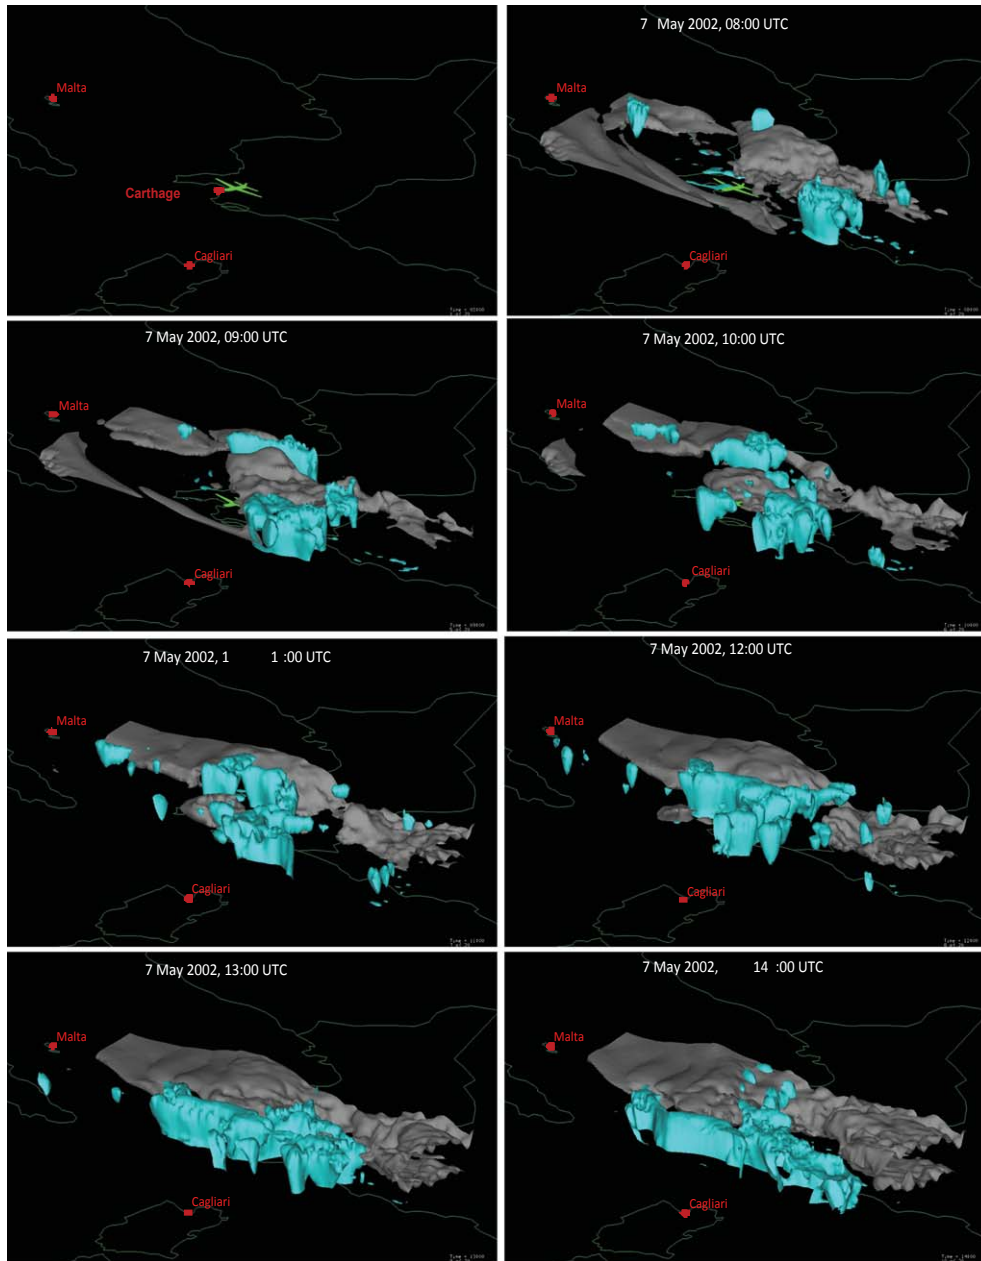 7 May 2002, 08:00 UTC
Malta
Carthage
Cagliari
Malta
Cagliari
7 May 2002, 09:00 UTC
7 May 2002, 10:00 UTC
Malta
Cagliari
Malta
Cagliari
7 May 2002, 1 1 :00 UTC
7 May 2002, 12:00 UTC
Malta
Cagliari
Malta
Cagliari
7 May 2002, 13:00 UTC
7 May 2002, 14 :00 UTC
Malta
Cagliari
Malta
Cagliari